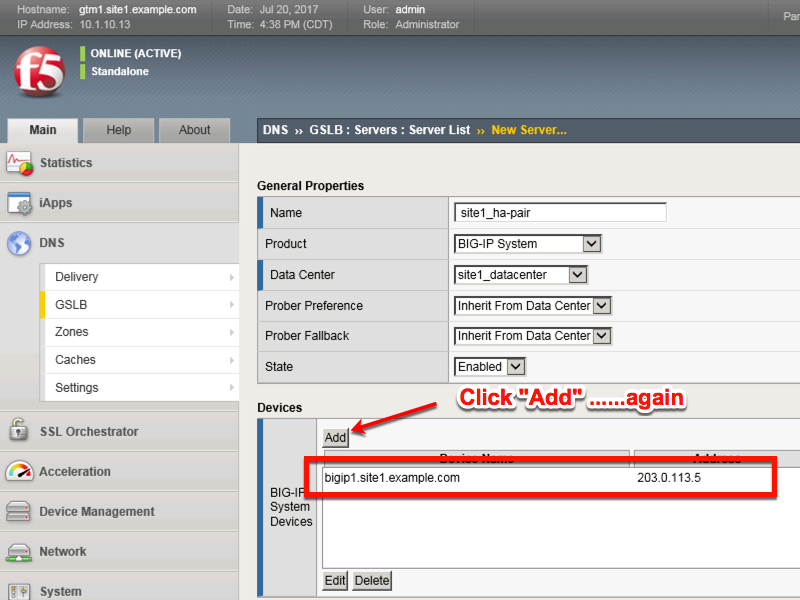 Hostname: gtm1.site1.example.com Date: Jul 20, 2017 User: admin
IP Address: 10.1.10.13 Time: 4:38 PM (CDT) Role: Administrator
Par
f5
ONLINE (ACTIVE)
Standalone
Main Help About
DNS ›› GSLB : Servers : Server List ›› New Server...
Statistics
iApps
DNS
Delivery
GSLB
Zones
Caches
Settings
SSL Orchestrator
Acceleration
Device Management
Network
System
General Properties
Name site1_ha-pair
Product BIG-IP System
Data Center site1_datacenter
Prober Preference Inherit From Data Center
Prober Fallback Inherit From Data Center
State Enabled
Click "Add" ......again
Devices
Add
Device Name Address
bigip1.site1.example.com 203.0.113.5
BIG-IP
System
Devices
Edit Delete